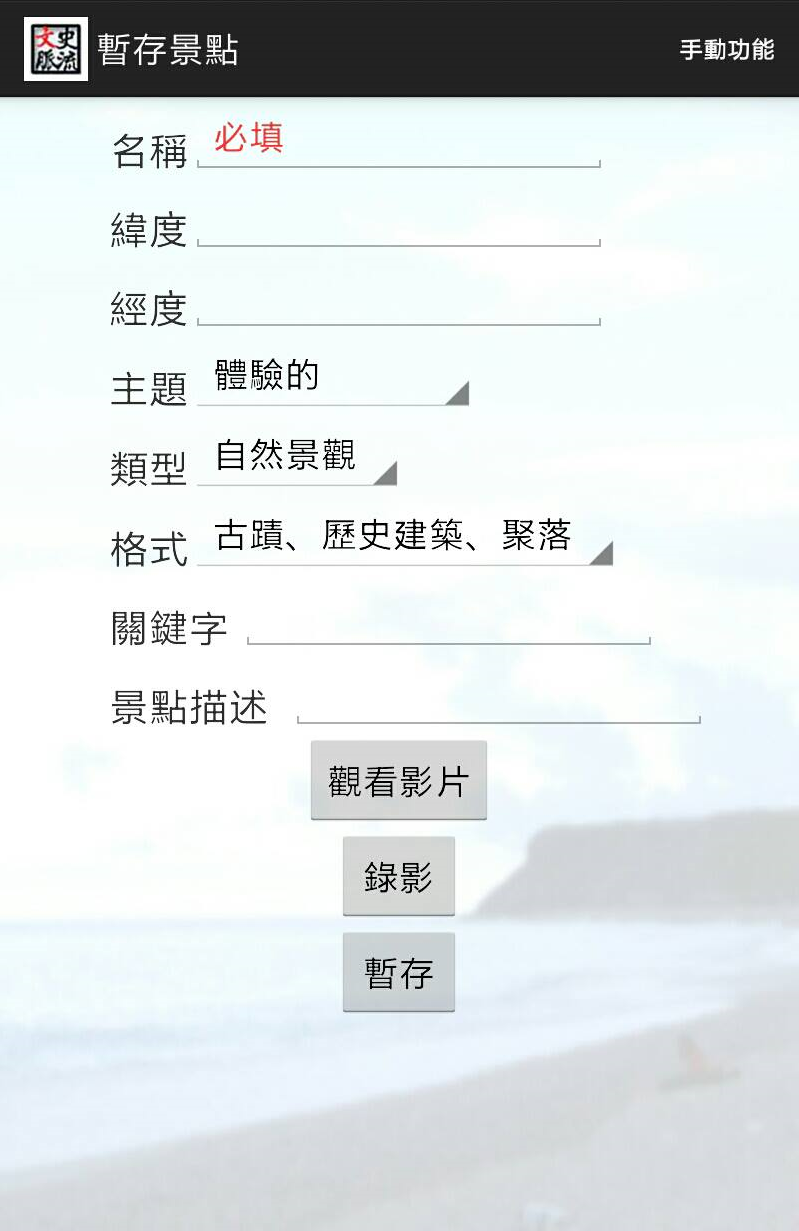 文史
脈流
暫存景點
手動功能
名稱 必填
緯度
經度
主題 體驗的
類型 自然景觀
格式 古蹟、歷史建築、聚落
關鍵字
景點描述
觀看影片
錄影
暫存